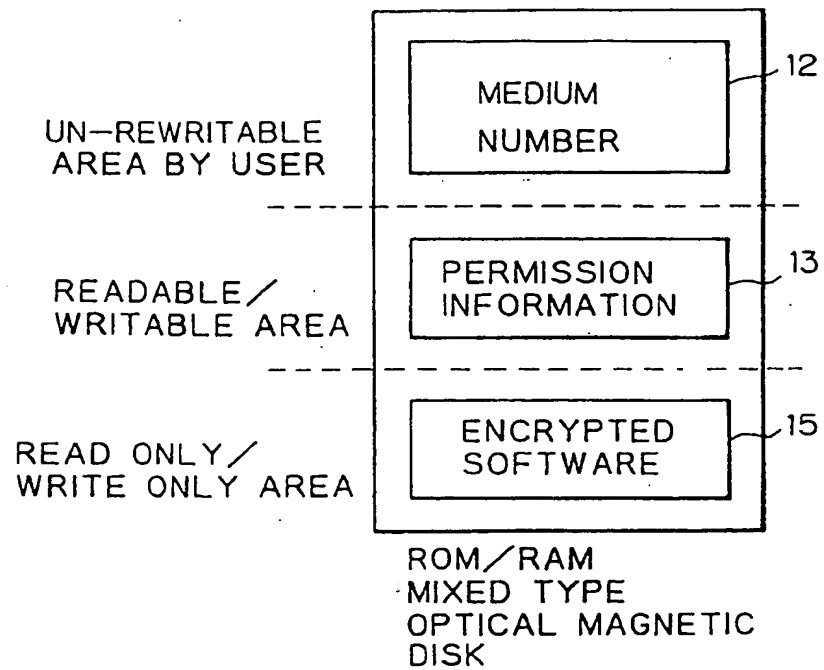 12
MEDIUM
NUMBER
UN-REWRITABLE
AREA BY USER
13
PERMISSION
INFORMATION
READABLE/
WRITABLE AREA
15
ENCRYPTED
SOFTWARE
READ ONLY/
WRITE ONLY AREA
ROM/RAM
MIXED TYPE
OPTICAL MAGNETIC
DISK